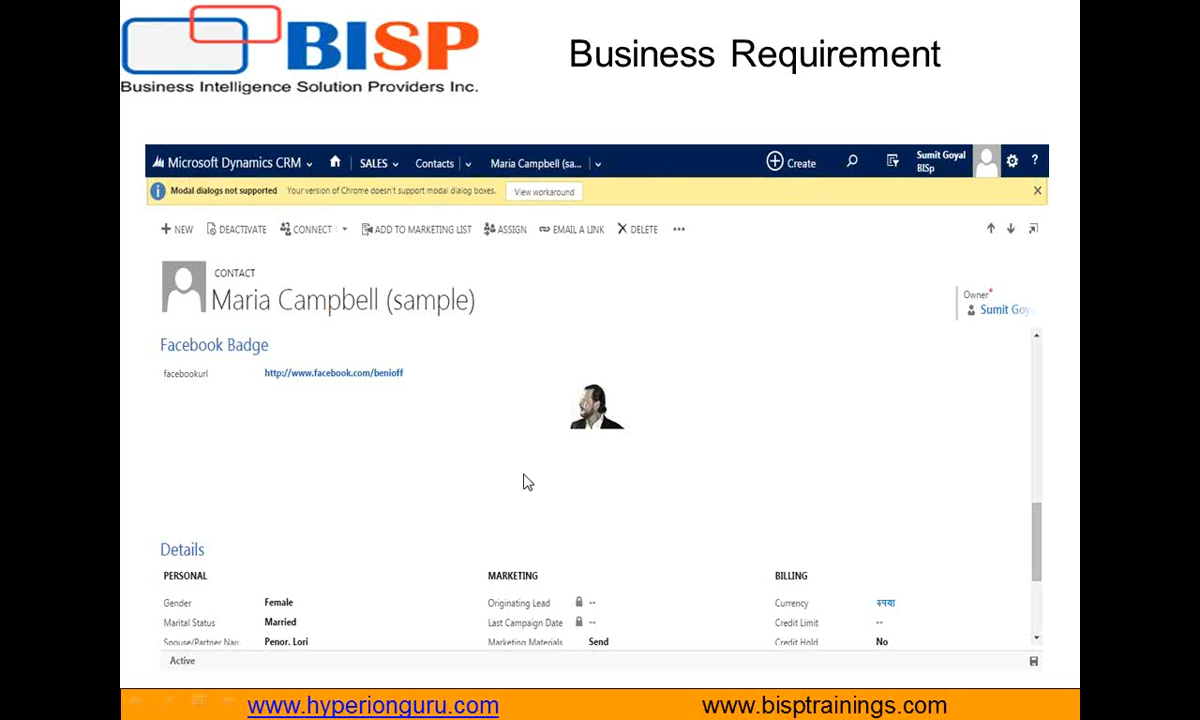 BISP
Business Intelligence Solution Providers Inc.
Business Requirement
Microsoft Dynamics CRM
SALES
Contacts
Maria Campbell (sa...
Create
Sumit Goyal
BISp
?
Modal dialogs not supported Your version of Chrome doesn't support modal dialog boxes. View workaround
NEW DEACTIVATE CONNECT ADD TO MARKETING LIST ASSIGN EMAIL A LINK DELETE
CONTACT
Maria Campbell (sample)
Owner*
Sumit Goy
Facebook Badge
facebookurl http://www.facebook.com/benioff
Details
PERSONAL MARKETING BILLING
Gender Female Originating Lead -- Currency रुपया
Marital Status Married Last Campaign Date -- Credit Limit --
Spouse/Partner Nam Penor, Lori Marketing Materials Send Credit Hold No
Active
www.hyperionguru.com www.bisptrainings.com